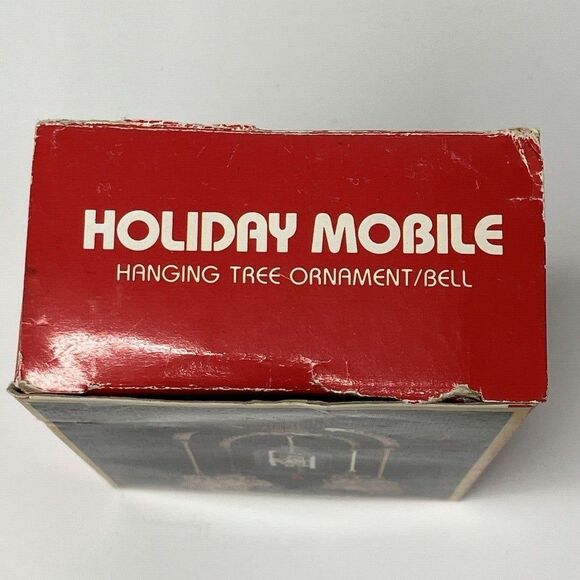 HOLIDAY MOBILE
HANGING TREE ORNAMENT/BELL